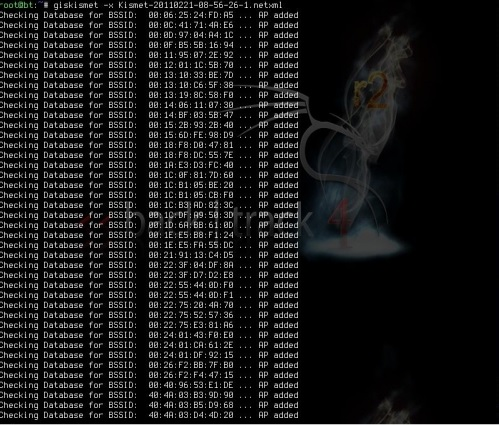 root@bt:~# giskismet -x Kismet-20110221-08-56-26-1.netxml
Checking Database for BSSID: 00:06:25:24:FD:A5 ... AP added
Checking Database for BSSID: 00:0C:41:71:4A:E6 ... AP added
Checking Database for BSSID: 00:0D:97:04:A4:1C ... AP added
Checking Database for BSSID: 00:0F:B5:5B:16:94 ... AP added
Checking Database for BSSID: 00:11:95:07:2E:92 ... AP added
Checking Database for BSSID: 00:12:01:1C:5B:70 ... AP added
Checking Database for BSSID: 00:13:10:33:BE:7D ... AP added
Checking Database for BSSID: 00:13:10:C6:5F:38 ... AP added
Checking Database for BSSID: 00:13:19:8C:58:F0 ... AP added
Checking Database for BSSID: 00:14:06:11:07:30 ... AP added
Checking Database for BSSID: 00:14:BF:03:5B:47 ... AP added
Checking Database for BSSID: 00:15:2B:93:2B:40 ... AP added
Checking Database for BSSID: 00:15:6D:FE:98:D9 ... AP added
Checking Database for BSSID: 00:18:F8:D0:47:81 ... AP added
Checking Database for BSSID: 00:18:F8:DC:55:7E ... AP added
Checking Database for BSSID: 00:1A:E3:D3:FC:40 ... AP added
Checking Database for BSSID: 00:1C:0F:81:7D:60 ... AP added
Checking Database for BSSID: 00:1C:B1:05:BE:20 ... AP added
Checking Database for BSSID: 00:1C:B1:05:CB:F0 ... AP added
Checking Database for BSSID: ... AP added
Checking Database for BSSID: ... AP added
Checking Database for BSSID: ... AP added
Checking Database for BSSID: 00:1E:E5:B8:F1:24 ... AP added
Checking Database for BSSID: 00:1E:E5:FA:55:DC ... AP added
Checking Database for BSSID: 00:21:91:13:C4:D5 ... AP added
Checking Database for BSSID: 00:22:3F:04:DF:8A ... AP added
Checking Database for BSSID: 00:22:3F:D7:D2:E8 ... AP added
Checking Database for BSSID: 00:22:55:44:D0:F0 ... AP added
Checking Database for BSSID: 00:22:55:44:D0:F1 ... AP added
Checking Database for BSSID: 00:22:75:20:4A:70 ... AP added
Checking Database for BSSID: 00:22:75:52:57:36 ... AP added
Checking Database for BSSID: 00:22:75:E3:81:A6 ... AP added
Checking Database for BSSID: 00:24:01:43:F0:E0 ... AP added
Checking Database for BSSID: 00:24:01:CA:61:2E ... AP added
Checking Database for BSSID: 00:24:01:DF:92:15 ... AP added
Checking Database for BSSID: 00:26:F2:BB:7F:B0 ... AP added
Checking Database for BSSID: 00:26:F2:F4:47:15 ... AP added
Checking Database for BSSID: 00:40:96:53:E1:DE ... AP added
Checking Database for BSSID: 40:4A:03:B3:9D:90 ... AP added
Checking Database for BSSID: 40:4A:03:B5:D9:68 ... AP added
Checking Database for BSSID: 40:4A:03:D4:4D:20 ... AP added
r2